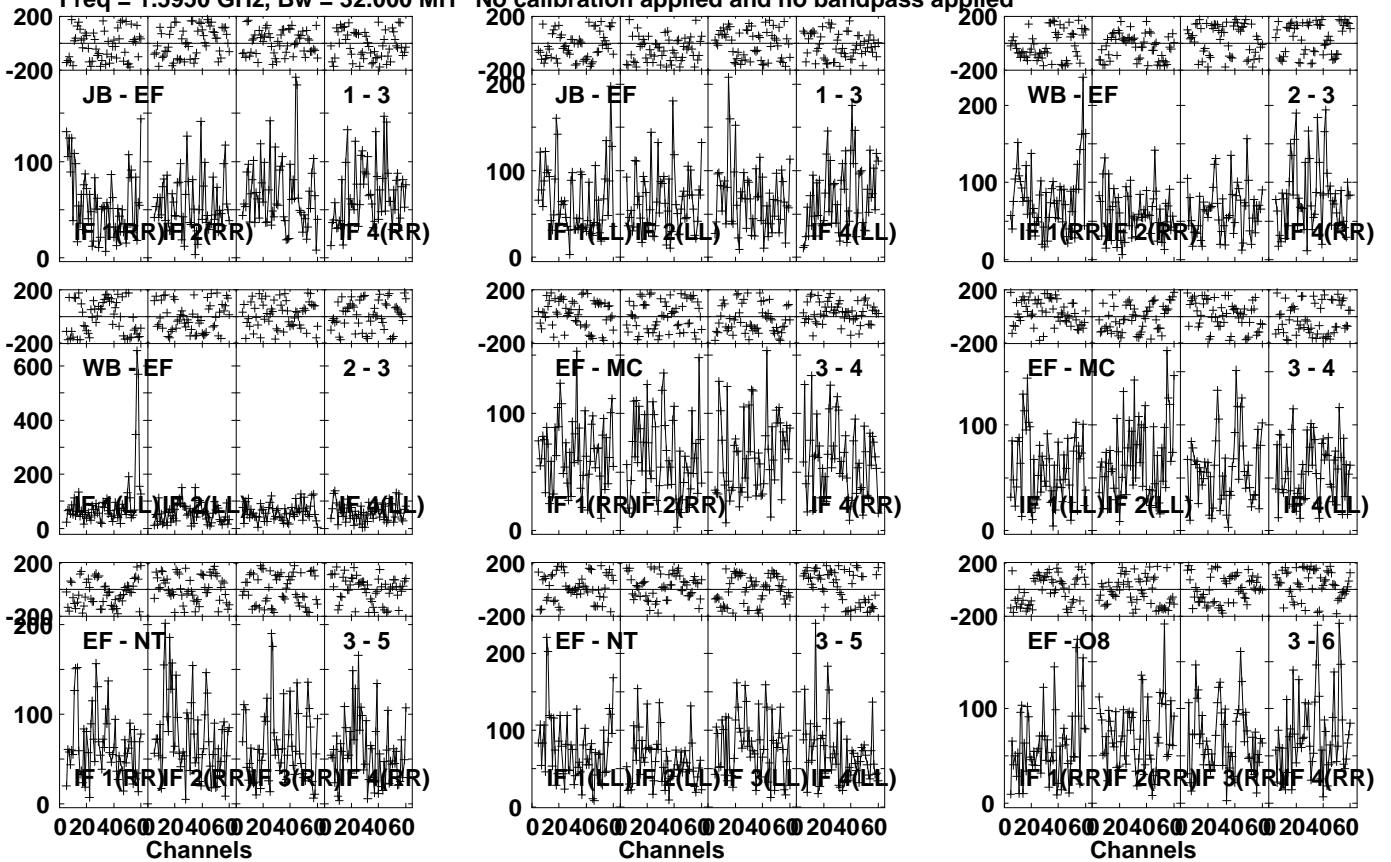 Freq = 1.5950 GHz, Bw = 32.000 MH No calibration applied and no bandpass applied
200
-200
JB - EF 1 - 3
100
0
IF 1(RR) IF 2(RR) IF 4(RR)
200
-200
200
JB - EF 1 - 3
100
0
IF 1(LL) IF 2(LL) IF 4(LL)
200
-200
200
WB - EF 2 - 3
100
0
IF 1(RR) IF 2(RR) IF 4(RR)
200
-200
600
WB - EF 2 - 3
400
200
0
IF 1(LL) IF 2(LL) IF 4(LL)
200
-200
EF - MC 3 - 4
100
0
IF 1(RR) IF 2(RR) IF 4(RR)
200
-200
EF - MC 3 - 4
100
0
IF 1(LL) IF 2(LL) IF 4(LL)
200
-200
200
EF - NT 3 - 5
100
0
IF 1(RR) IF 2(RR) IF 3(RR) IF 4(RR)
0 20 40 60 0 20 40 60 0 20 40 60 0 20 40 60
Channels
200
-200
200
EF - NT 3 - 5
100
0
IF 1(LL) IF 2(LL) IF 3(LL) IF 4(LL)
0 20 40 60 0 20 40 60 0 20 40 60 0 20 40 60
Channels
200
-200
EF - O8 3 - 6
100
0
IF 1(RR) IF 2(RR) IF 3(RR) IF 4(RR)
0 20 40 60 0 20 40 60 0 20 40 60 0 20 40 60
Channels